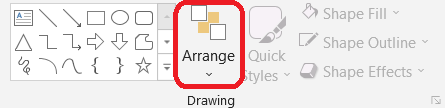 Shape Fill
Arrange
Quick
Styles
Shape Outline
Shape Effects
Drawing